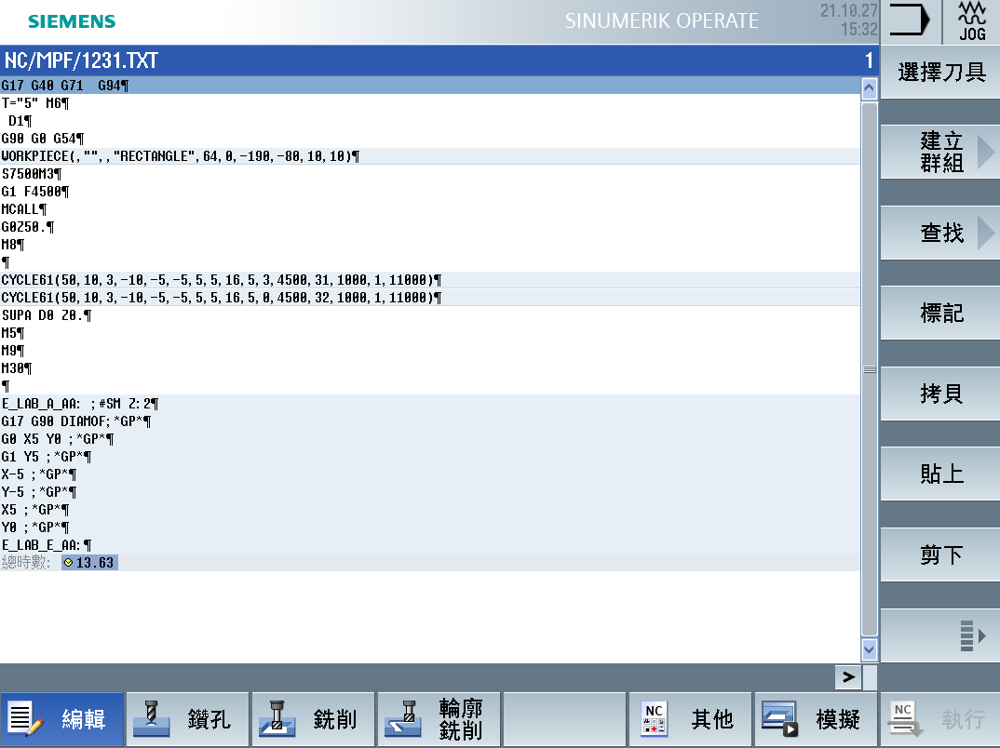 SIEMENS
SINUMERIK OPERATE
21.10.27
15:32
JOG
NC/MPF/1231.TXT
1
G17 G40 G71  G94¶
T="5" M6¶
 D1¶
G90 G0 G54¶
WORKPIECE(,"",,"RECTANGLE",64,0,-190,-80,10,10)¶
S7500M3¶
G1 F4500¶
MCALL¶
G0Z50.¶
M8¶
¶
CYCLE61(50,10,3,-10,-5,-5,5,5,16,5,3,4500,31,1000,1,11000)¶
CYCLE61(50,10,3,-10,-5,-5,5,5,16,5,0,4500,32,1000,1,11000)¶
SUPA D0 Z0.¶
M5¶
M9¶
M30¶
¶
E_LAB_A_AA: ;#SM Z:2¶
G17 G90 DIAMOF;*GP*¶
G0 X5 Y0 ;*GP*¶
G1 Y5 ;*GP*¶
X-5 ;*GP*¶
Y-5 ;*GP*¶
X5 ;*GP*¶
Y0 ;*GP*¶
E_LAB_E_AA:¶
總時數: 13.63
選擇刀具
建立
群組
查找
標記
拷貝
貼上
剪下
>
編輯
鑽孔
銑削
輪廓
銑削
NC
其他
模擬
NC
執行